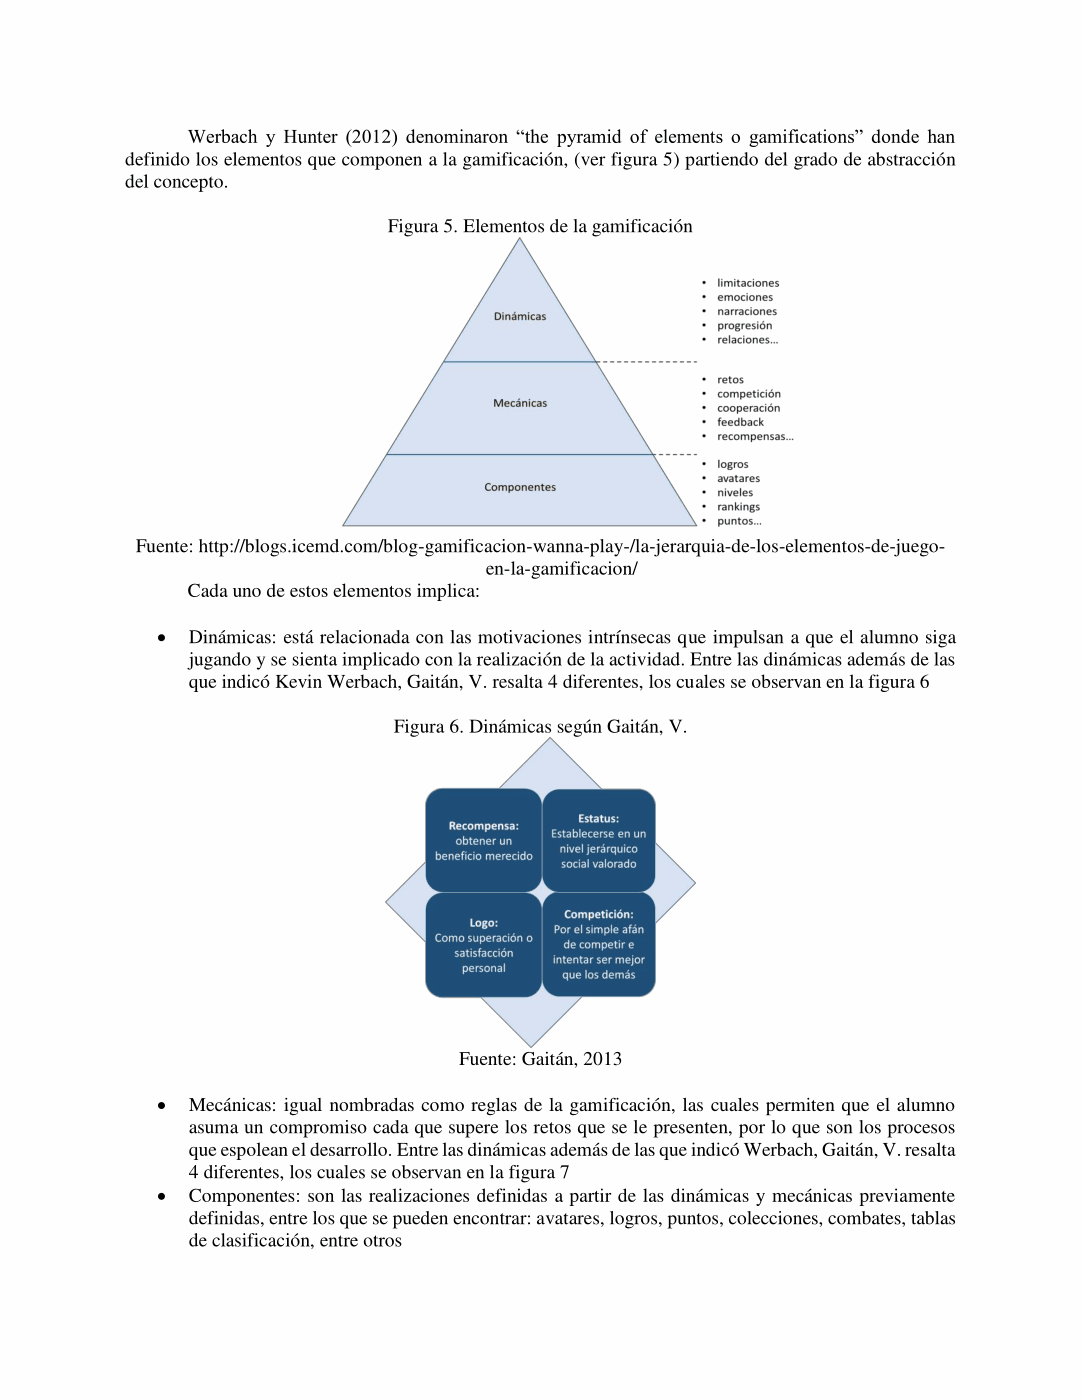 Werbach y Hunter (2012) denominaron “the pyramid of elements o gamifications” donde han
definido los elementos que componen a la gamificación, (ver figura 5) partiendo del grado de abstracción
del concepto.
Figura 5. Elementos de la gamificación
Dinámicas
• limitaciones
• emociones
• narraciones
• progresión
• relaciones...
Mecánicas
• retos
• competición
• cooperación
• feedback
• recompensas...
Componentes
• logros
• avatares
• niveles
• rankings
• puntos...
Fuente: http://blogs.icemd.com/blog-gamificacion-wanna-play-/la-jerarquia-de-los-elementos-de-juego-
en-la-gamificacion/
Cada uno de estos elementos implica:
• Dinámicas: está relacionada con las motivaciones intrínsecas que impulsan a que el alumno siga
jugando y se sienta implicado con la realización de la actividad. Entre las dinámicas además de las
que indicó Kevin Werbach, Gaitán, V. resalta 4 diferentes, los cuales se observan en la figura 6
Figura 6. Dinámicas según Gaitán, V.
Recompensa:
obtener un
beneficio merecido
Estatus:
Establecerse en un
nivel jerárquico
social valorado
Logo:
Como superación o
satisfacción
personal
Competición:
Por el simple afán
de competir e
intentar ser mejor
que los demás
Fuente: Gaitán, 2013
• Mecánicas: igual nombradas como reglas de la gamificación, las cuales permiten que el alumno
asuma un compromiso cada que supere los retos que se le presenten, por lo que son los procesos
que espolean el desarrollo. Entre las dinámicas además de las que indicó Werbach, Gaitán, V. resalta
4 diferentes, los cuales se observan en la figura 7
• Componentes: son las realizaciones definidas a partir de las dinámicas y mecánicas previamente
definidas, entre los que se pueden encontrar: avatares, logros, puntos, colecciones, combates, tablas
de clasificación, entre otros